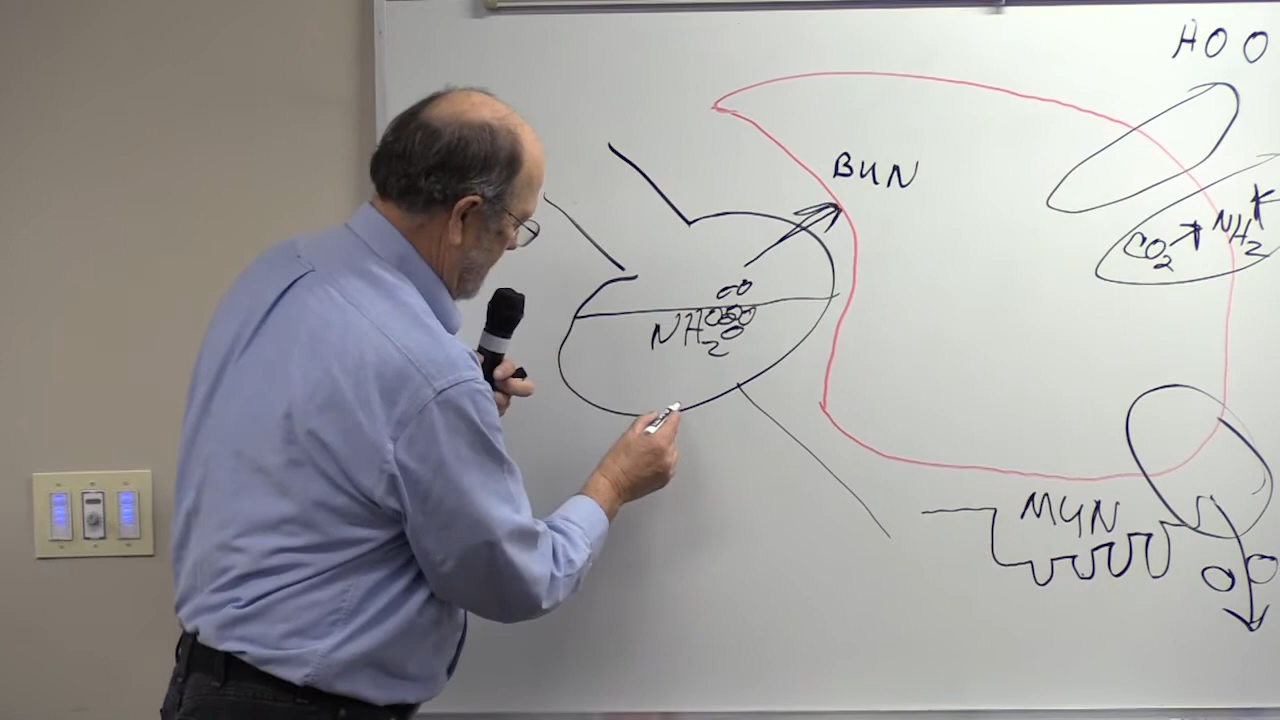 HOO
BUN
CO2 → NH2
NH2
MUN